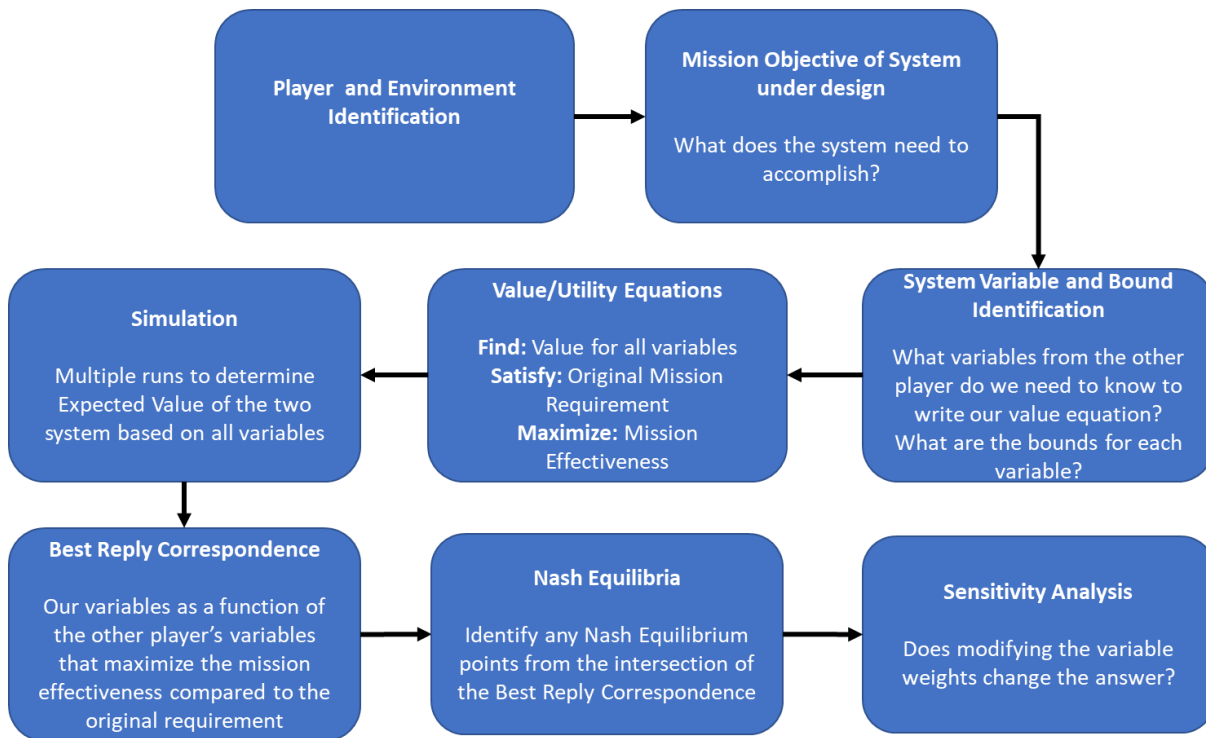 Player  and Environment
Identification
Mission Objective of System
under design
What does the system need to
accomplish?
System Variable and Bound
Identification
What variables from the other
player do we need to know to
write our value equation?
What are the bounds for each
variable?
Value/Utility Equations
Find: Value for all variables
Satisfy: Original Mission
Requirement
Maximize: Mission
Effectiveness
Simulation
Multiple runs to determine
Expected Value of the two
system based on all variables
Best Reply Correspondence
Our variables as a function of
the other player’s variables
that maximize the mission
effectiveness compared to the
original requirement
Nash Equilibria
Identify any Nash Equilibrium
points from the intersection of
the Best Reply Correspondence
Sensitivity Analysis
Does modifying the variable
weights change the answer?